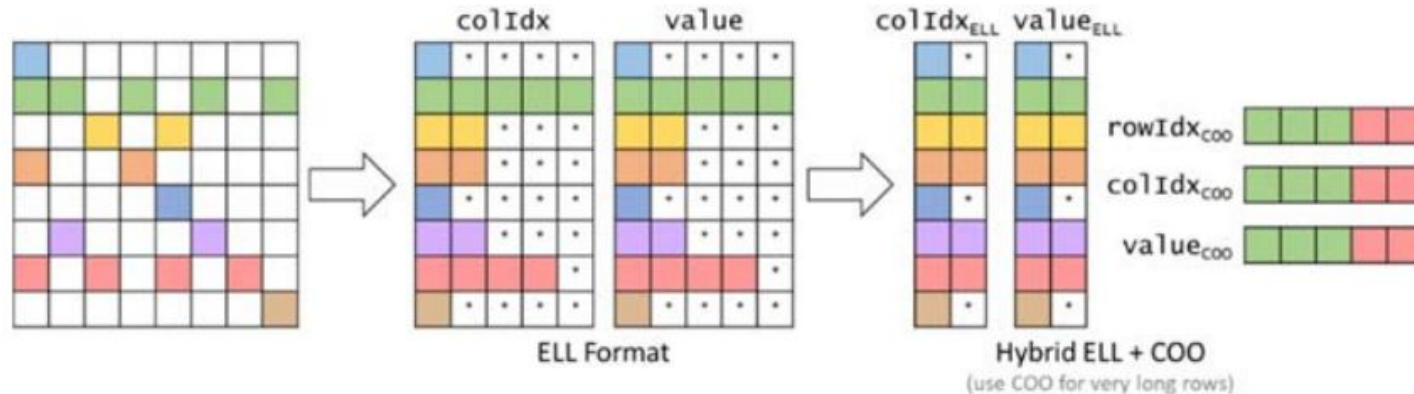 colIdx value
colIdxELL valueELL
* * * *
* * * *
*
*
* * *
* * *
* * *
* * *
* * * *
* * * *
*
*
* * *
* * *
*
*
* * * *
* * * *
*
*
rowIdxCOO
colIdxCOO
valueCOO
ELL Format
Hybrid ELL + COO
(use COO for very long rows)